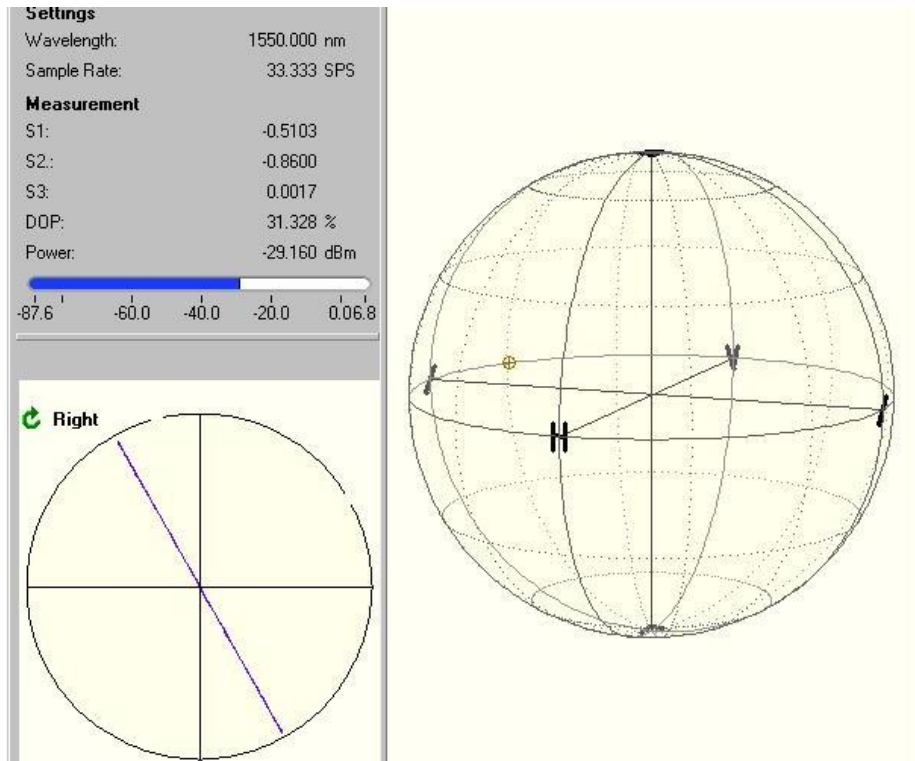 Settings
Wavelength: 1550.000 nm
Sample Rate: 33.333 SPS
Measurement
S1: -0.5103
S2.: -0.8600
S3: 0.0017
DOP: 31.328 %
Power: -29.160 dBm
-87.6 -60.0 -40.0 -20.0 0.06.8
Right
V
H